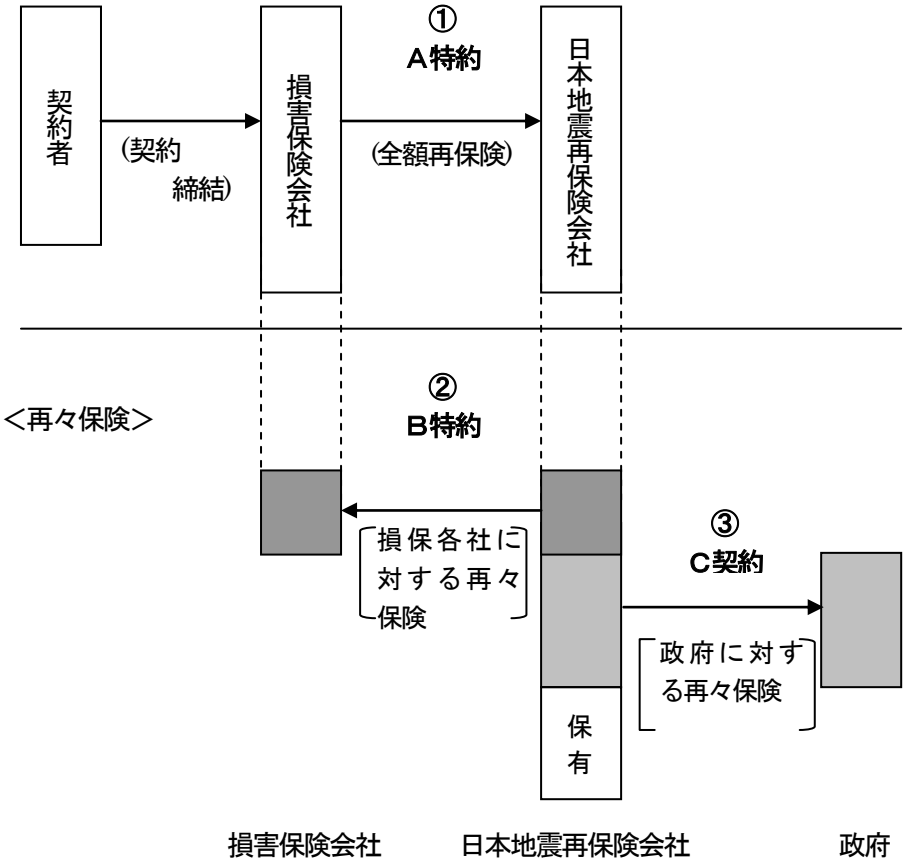 ①
A特約
契約者
(契約
締結)
損害保険会社
(全額再保険)
日本地震再保険会社
②
B特約
＜再々保険＞
損保各社に
対する再々
保険
③
C契約
政府に対す
る再々保険
保有
損害保険会社
日本地震再保険会社
政府